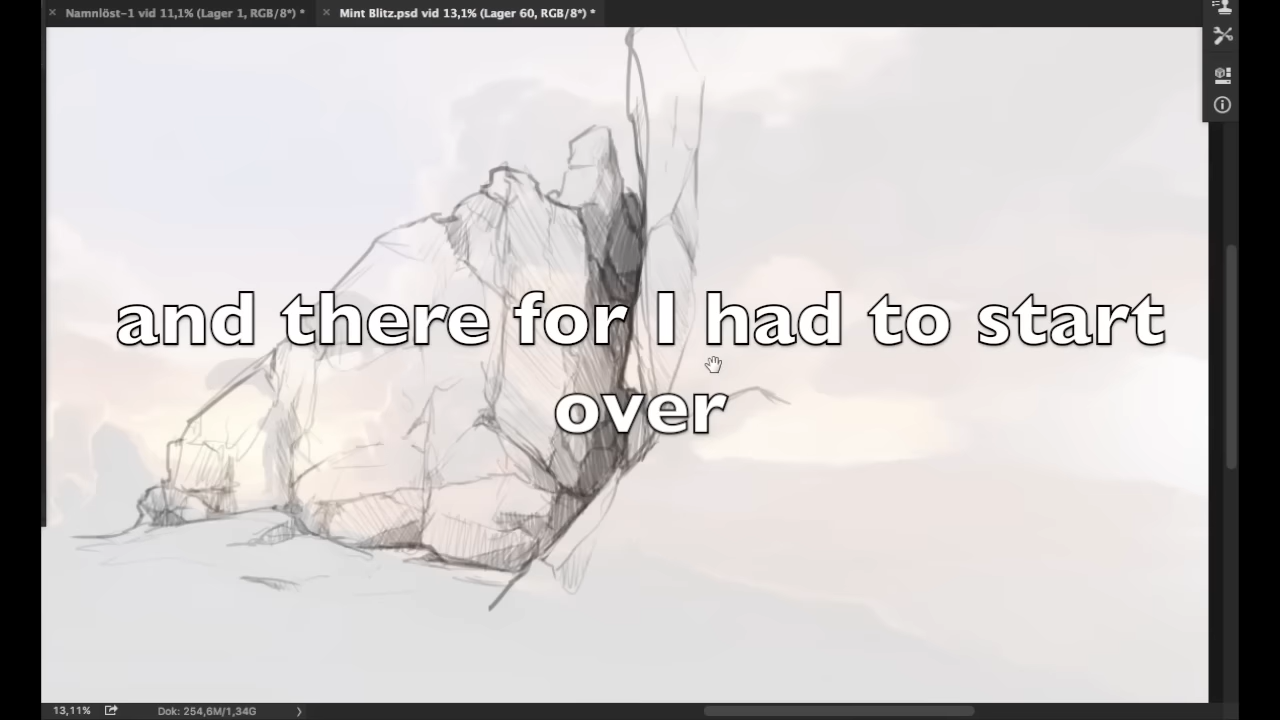 × Namnlöst-1 vid 11,1% (Lager 1, RGB/8*) * × Mint Blitz.psd vid 13,1% (Lager 60, RGB/8*) *
and there for I had to start
over
13,11% Dok: 254,6M/1,34G